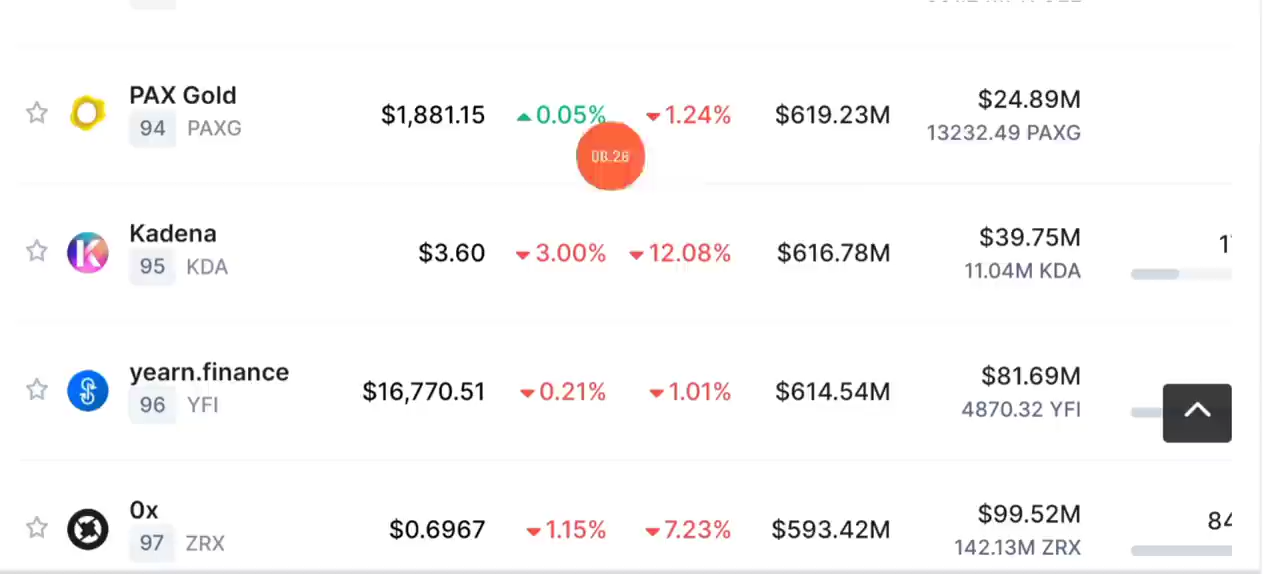 PAX Gold
94 PAXG
$1,881.15
0.05%
1.24%
$619.23M
$24.89M
13232.49 PAXG
08:28
Kadena
95 KDA
$3.60
3.00%
12.08%
$616.78M
$39.75M
11.04M KDA
yearn.finance
96 YFI
$16,770.51
0.21%
1.01%
$614.54M
$81.69M
4870.32 YFI
0x
97 ZRX
$0.6967
1.15%
7.23%
$593.42M
$99.52M
142.13M ZRX
84